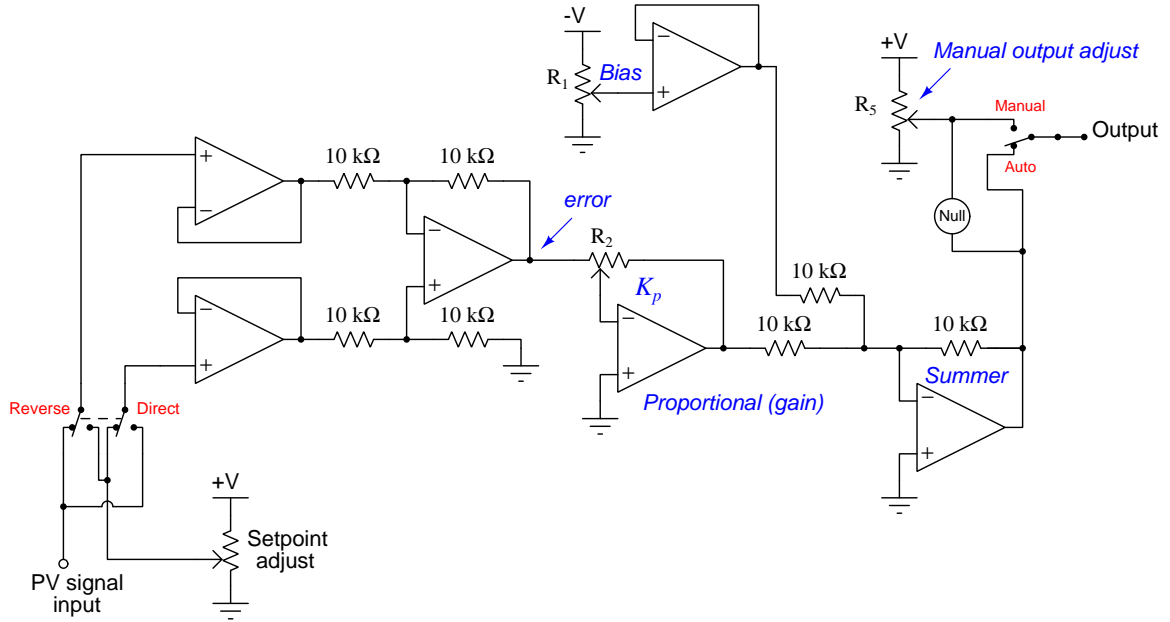 -V
+V
Manual output adjust
R1
Bias
−
+
R5
Manual
Output
Auto
Null
+
−
10 kΩ
10 kΩ
error
−
+
R2
Kp
10 kΩ
−
+
10 kΩ
10 kΩ
−
+
10 kΩ
10 kΩ
Summer
Proportional (gain)
−
+
Reverse
Direct
+V
Setpoint
adjust
PV signal
input